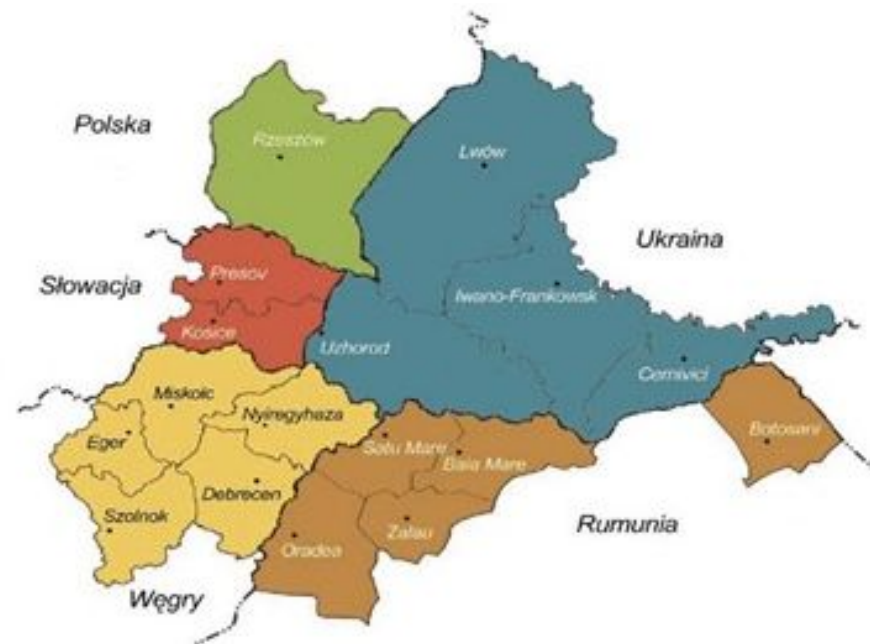 Polska
Rzeszów
Lwów
Ukraina
Słowacja
Presov
Iwano-Frankowsk
Kosice
Uzhorod
Cernivici
Miskolc
Nyiregyhaza
Eger
Satu Mare
Baia Mare
Botosani
Debrecen
Szolnok
Oradea
Zalau
Rumunia
Węgry